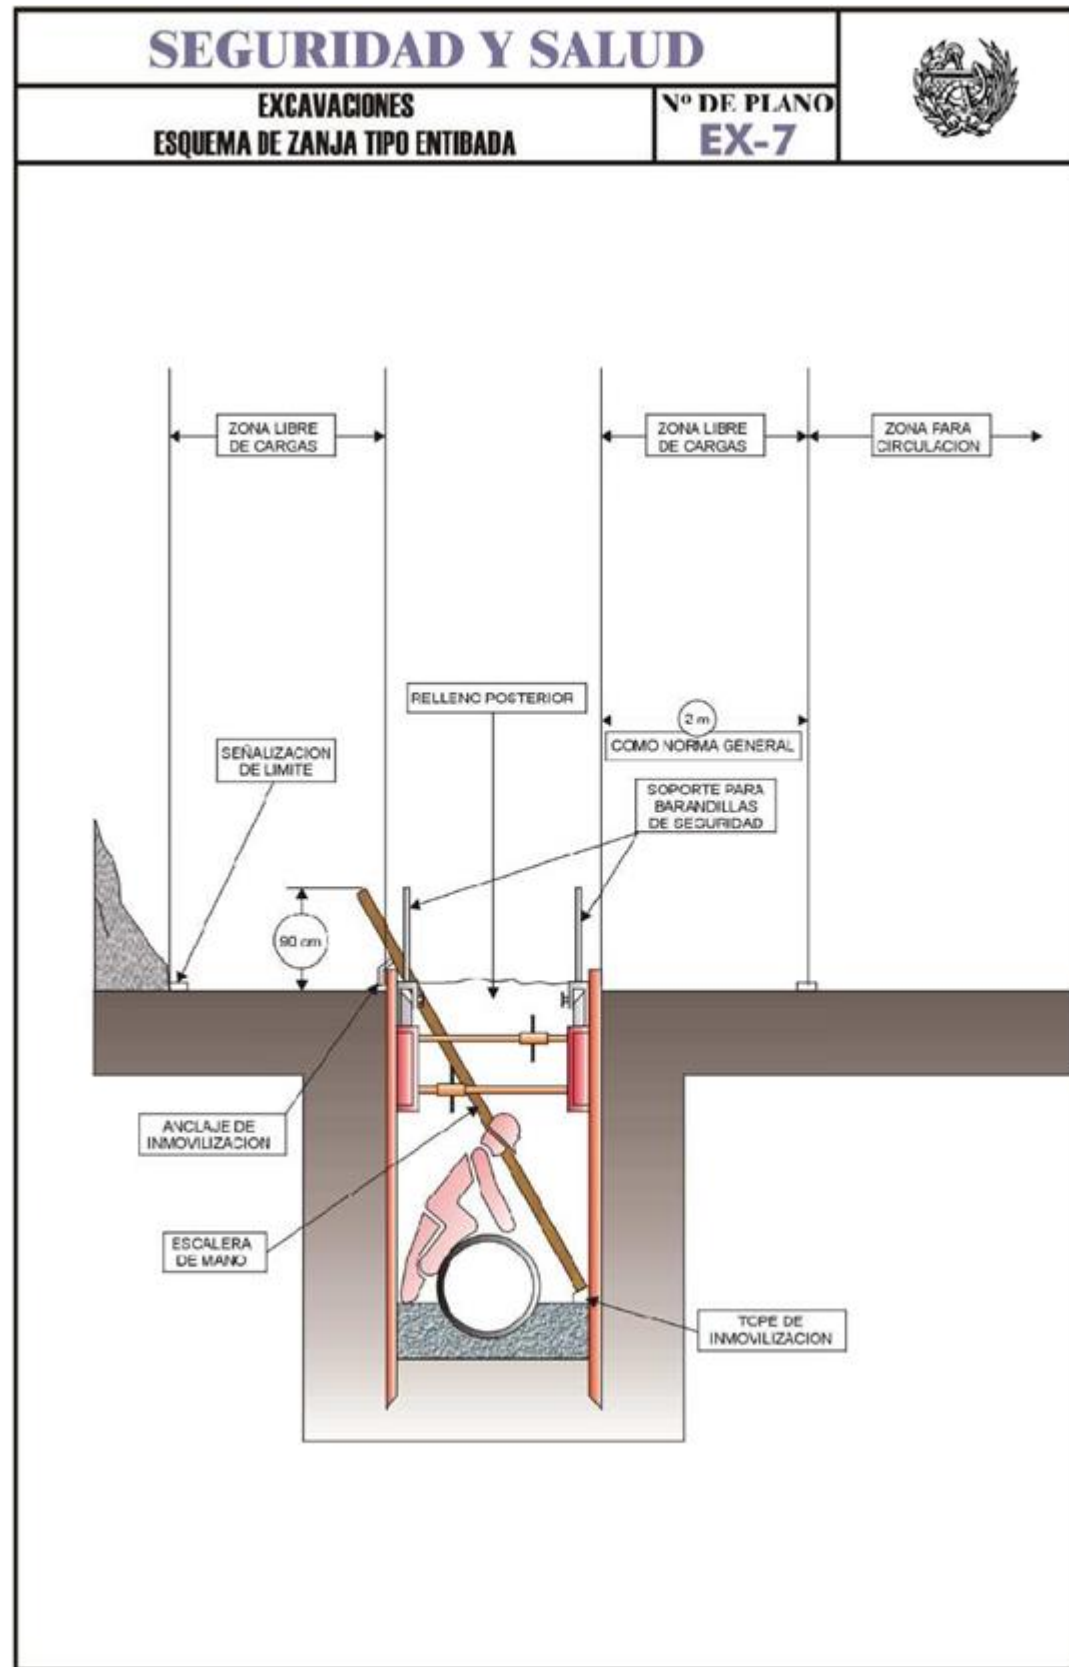 SEGURIDAD Y SALUD
EXCAVACIONES
ESQUEMA DE ZANJA TIPO ENTIBADA
Nº DE PLANO
EX-7
ZONA LIBRE
DE CARGAS
ZONA LIBRE
DE CARGAS
ZONA PARA
CIRCULACION
RELLENO POSTERIOR
2 m
COMO NORMA GENERAL
SEÑALIZACION
DE LIMITE
SOPORTE PARA
BARANDILLAS
DE SEGURIDAD
90 cm
ANCLAJE DE
INMOVILIZACION
ESCALERA
DE MANO
TOPE DE
INMOVILIZACION